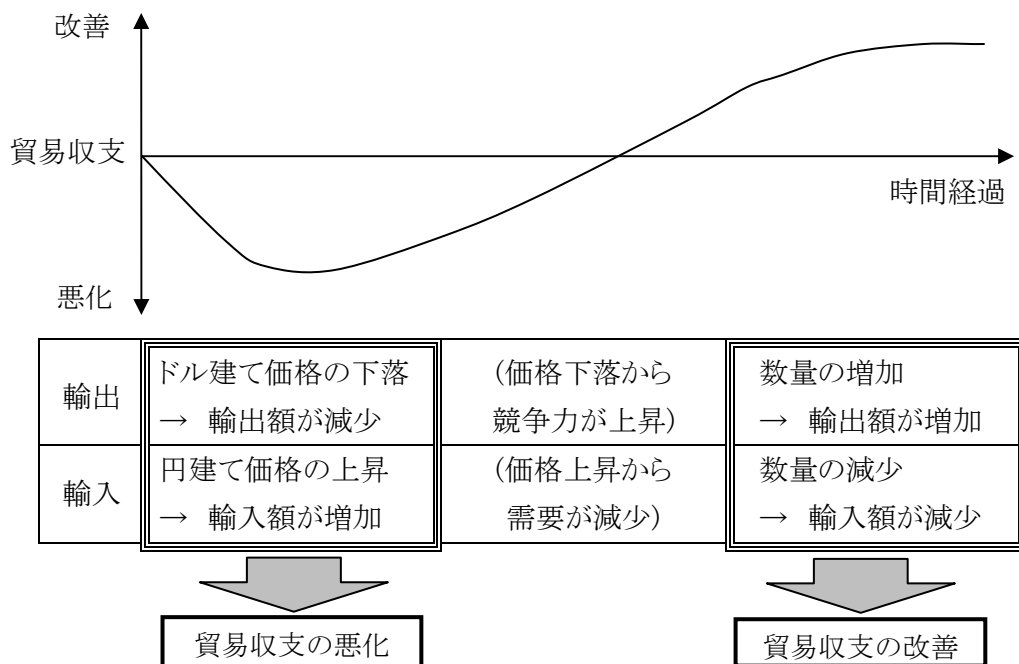 改善
貿易収支
時間経過
悪化
輸出
ドル建て価格の下落
→ 輸出額が減少
(価格下落から
競争力が上昇)
数量の増加
→ 輸出額が増加
輸入
円建て価格の上昇
→ 輸入額が増加
(価格上昇から
需要が減少)
数量の減少
→ 輸入額が減少
貿易収支の悪化
貿易収支の改善